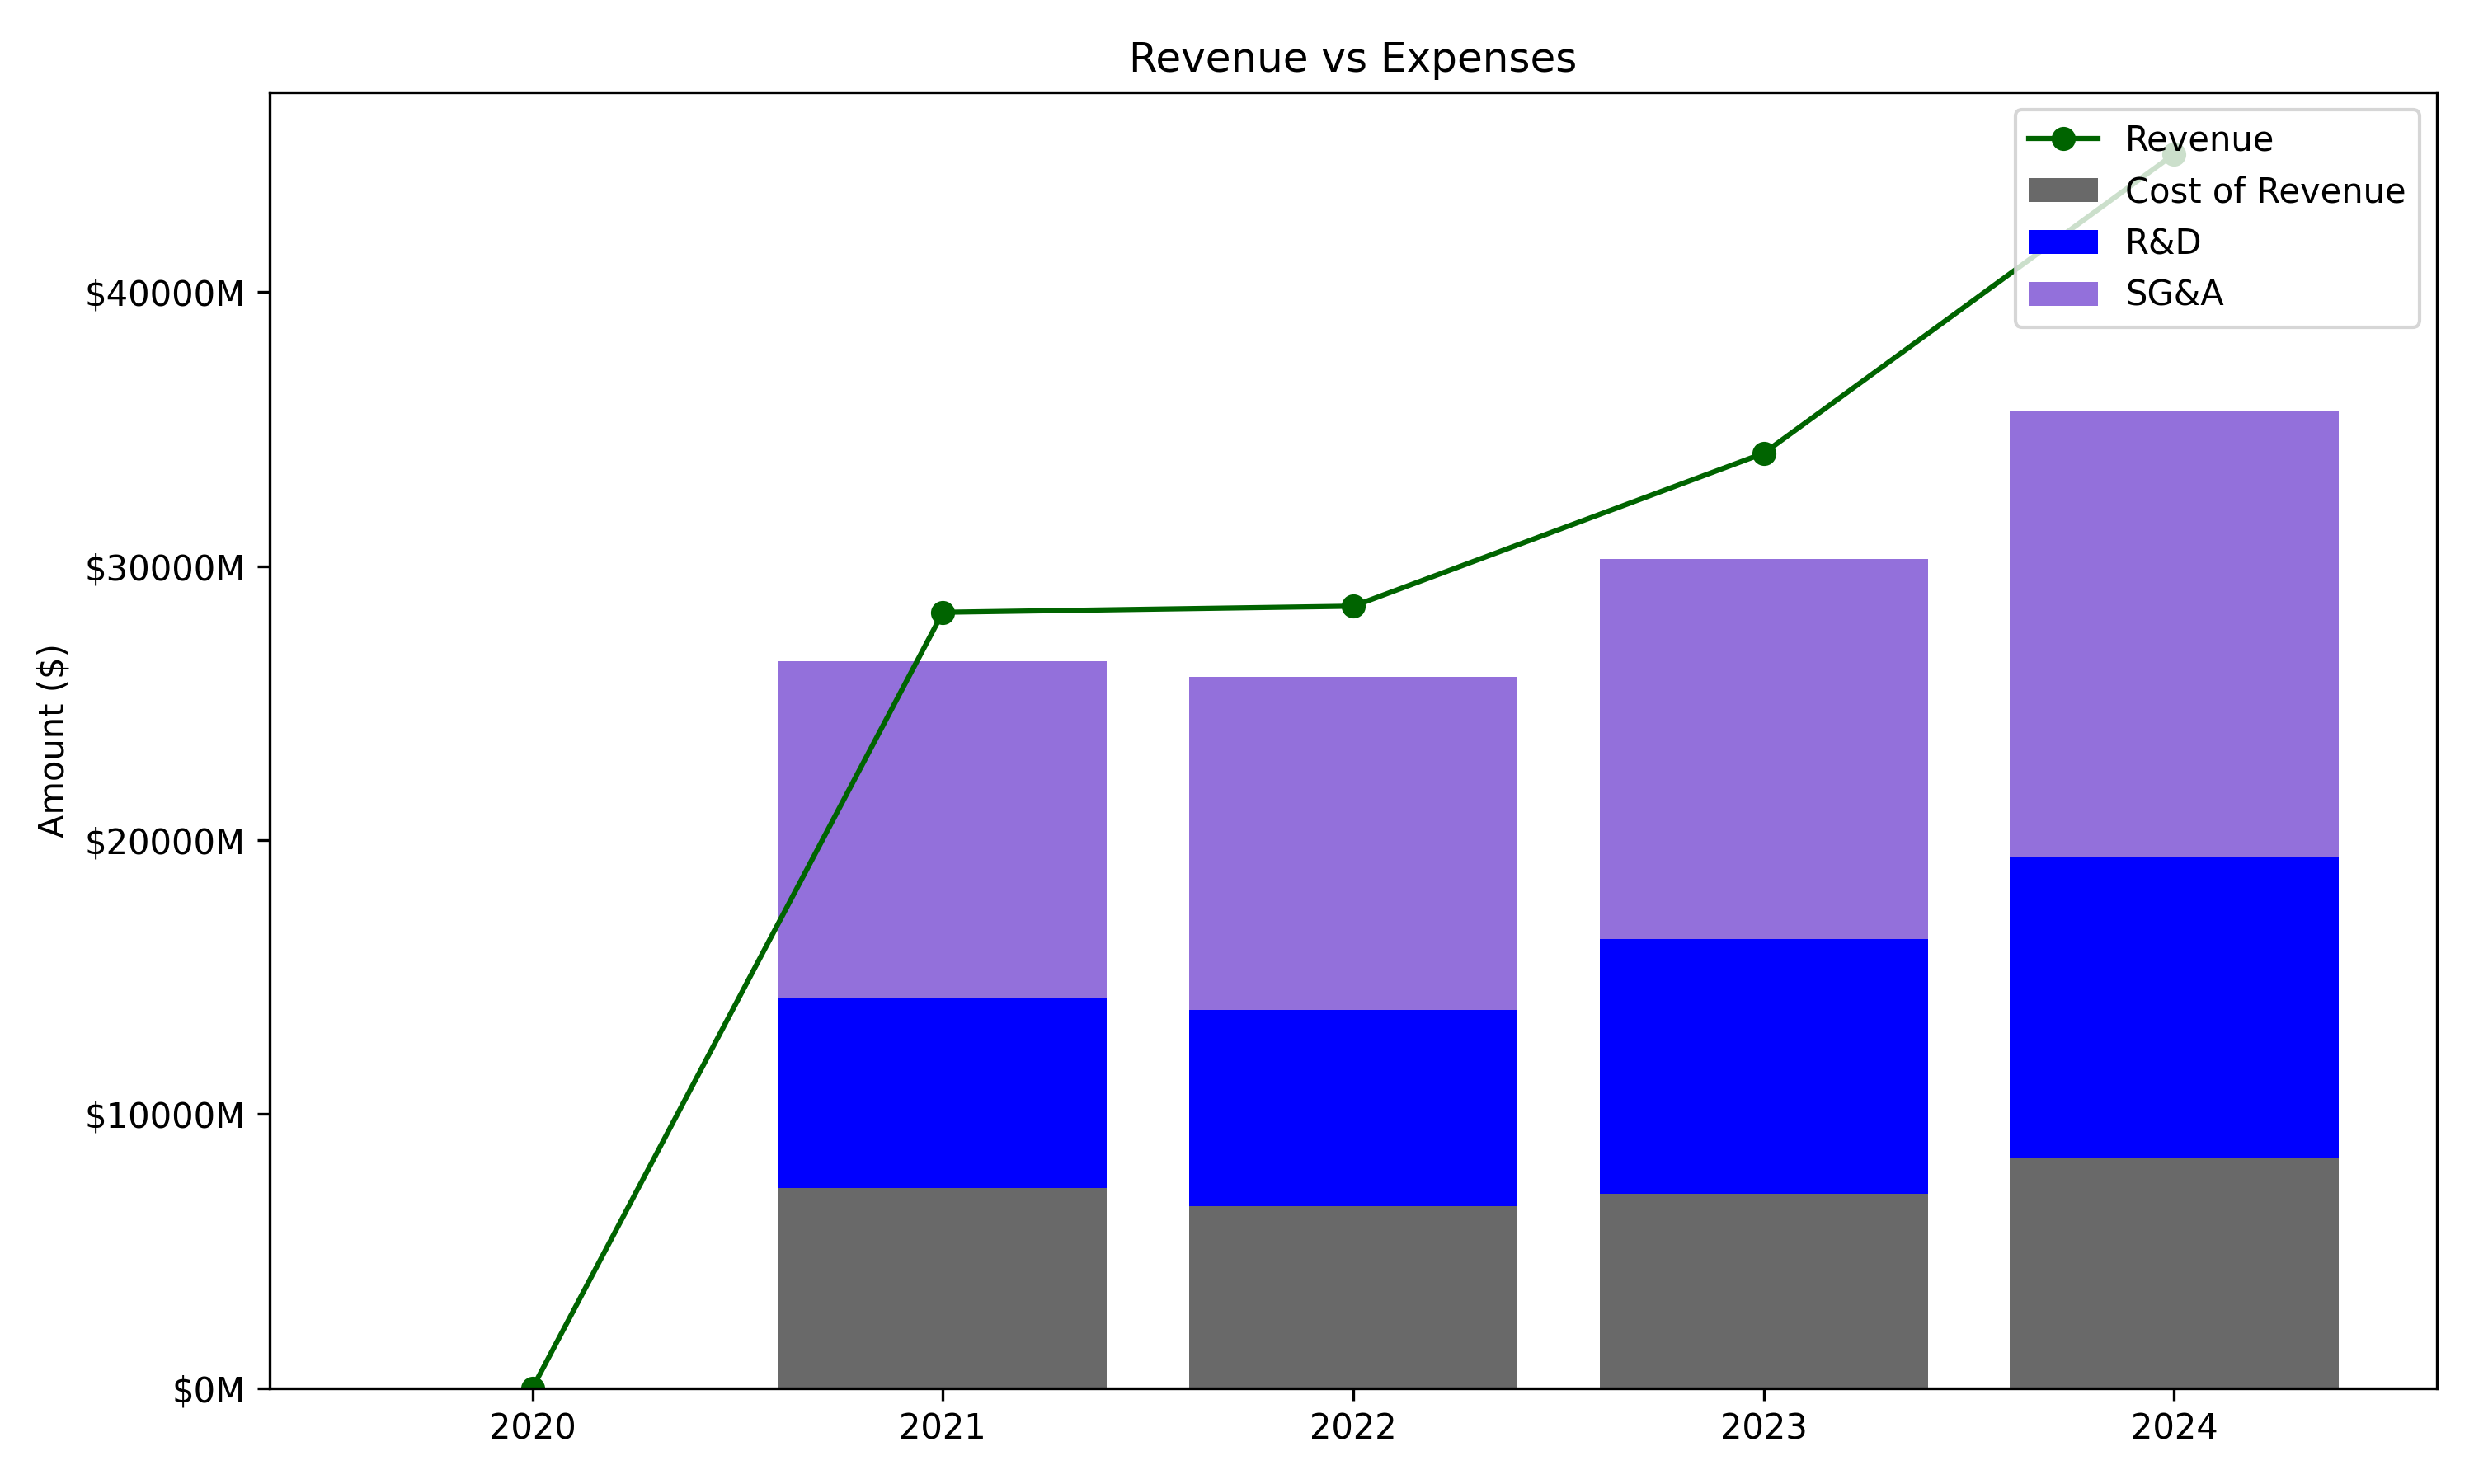 Revenue vs Expenses
Revenue
Cost of Revenue
R&D
SG&A
Amount ($)
$40000M
$30000M
$20000M
$10000M
$0M
2020 2021 2022 2023 2024